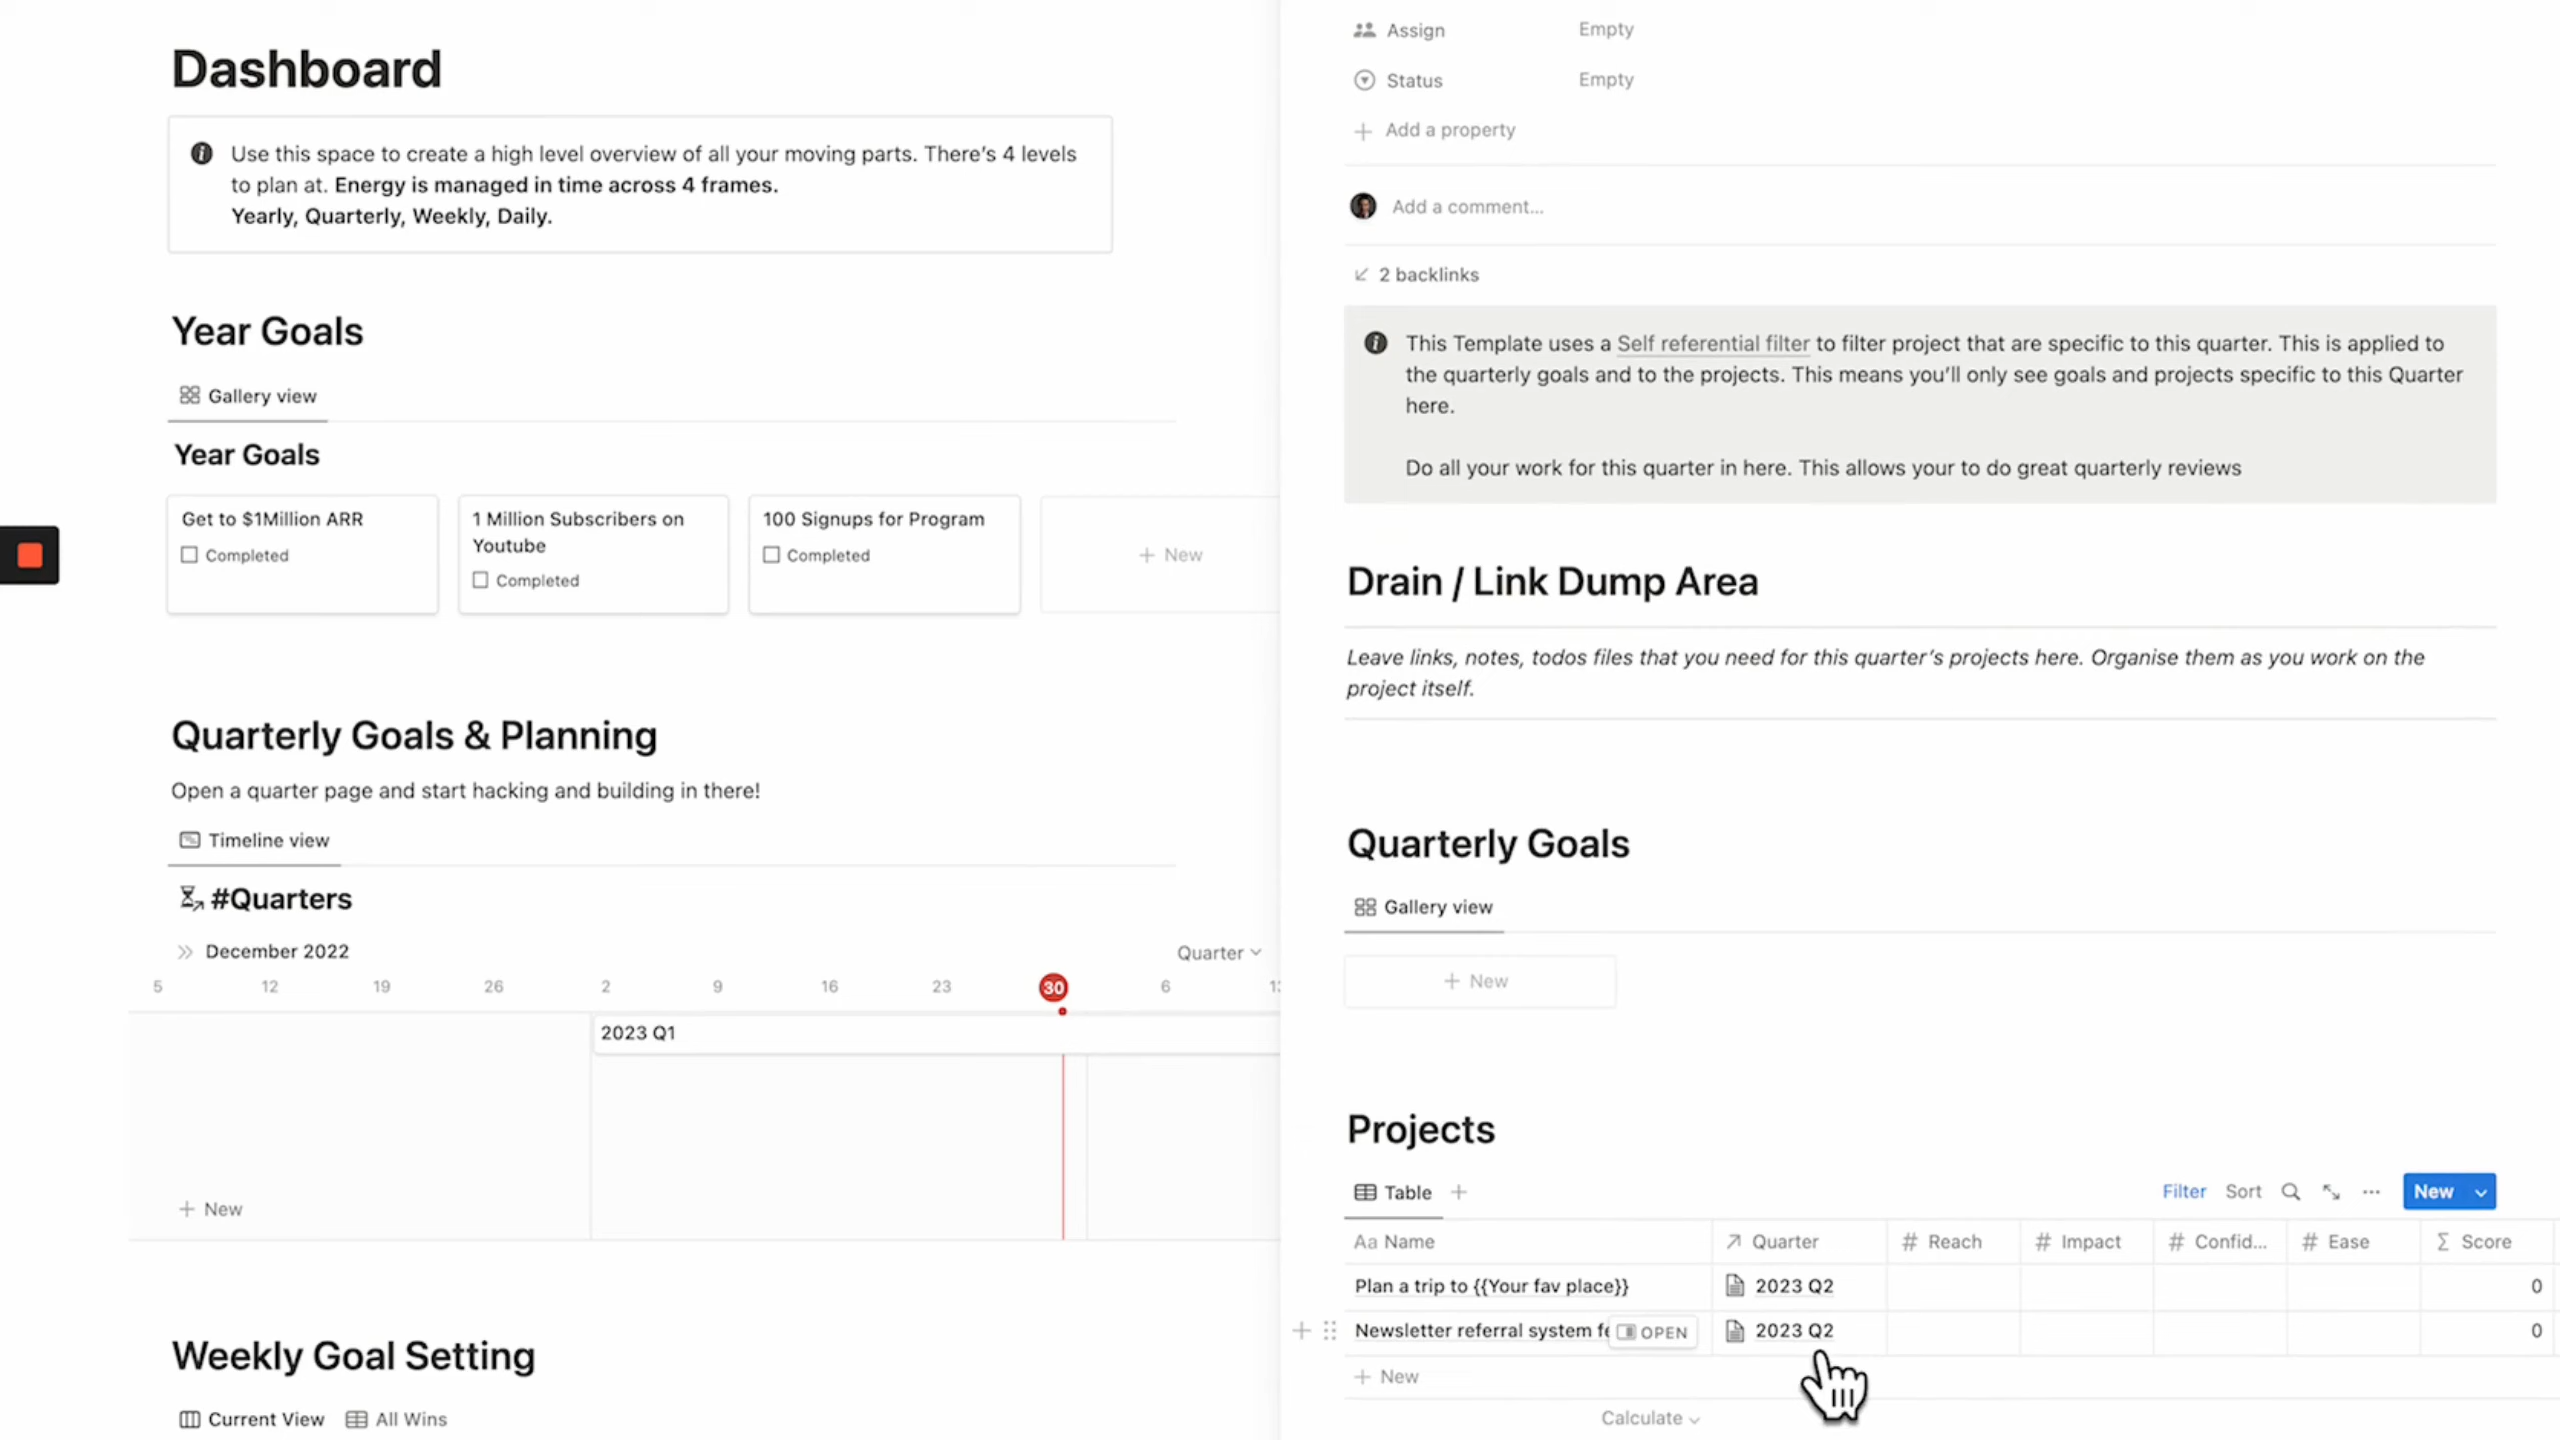 Dashboard
Use this space to create a high level overview of all your moving parts. There's 4 levels
to plan at. Energy is managed in time across 4 frames.
Yearly, Quarterly, Weekly, Daily.
Year Goals
Gallery view
Year Goals
Get to $1Million ARR
Completed
1 Million Subscribers on
Youtube
Completed
100 Signups for Program
Completed
+ New
Quarterly Goals & Planning
Open a quarter page and start hacking and building in there!
Timeline view
#Quarters
December 2022
Quarter
5 12 19 26 2 9 16 23 30 6
2023 Q1
+ New
Weekly Goal Setting
Current View All Wins
Assign Empty
Status Empty
+ Add a property
Add a comment...
2 backlinks
This Template uses a Self referential filter to filter project that are specific to this quarter. This is applied to
the quarterly goals and to the projects. This means you'll only see goals and projects specific to this Quarter
here.
Do all your work for this quarter in here. This allows your to do great quarterly reviews
Drain / Link Dump Area
Leave links, notes, todos files that you need for this quarter's projects here. Organise them as you work on the
project itself.
Quarterly Goals
Gallery view
+ New
Projects
Table +
Filter Sort ... New
Aa Name Quarter # Reach # Impact # Confid... # Ease Σ Score
Plan a trip to {{Your fav place}} 2023 Q2 0
Newsletter referral system OPEN 2023 Q2 0
+ New
Calculate